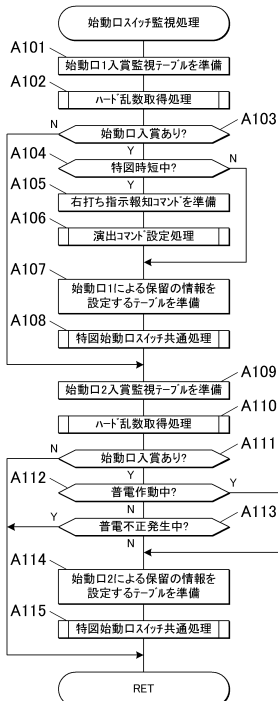 始動口スイッチ監視処理
A101
始動口1入賞監視テーブルを準備
A102
ハード乱数取得処理
A103
N
始動口入賞あり?
Y
A104
特図時短中?
N
Y
A105
右打ち指示報知コマンドを準備
A106
演出コマンド設定処理
A107
始動口1による保留の情報を
設定するテーブルを準備
A108
特図始動口スイッチ共通処理
A109
始動口2入賞監視テーブルを準備
A110
ハード乱数取得処理
A111
N
始動口入賞あり?
Y
A112
普電作動中?
Y
N
A113
Y
普電不正発生中?
N
A114
始動口2による保留の情報を
設定するテーブルを準備
A115
特図始動口スイッチ共通処理
RET